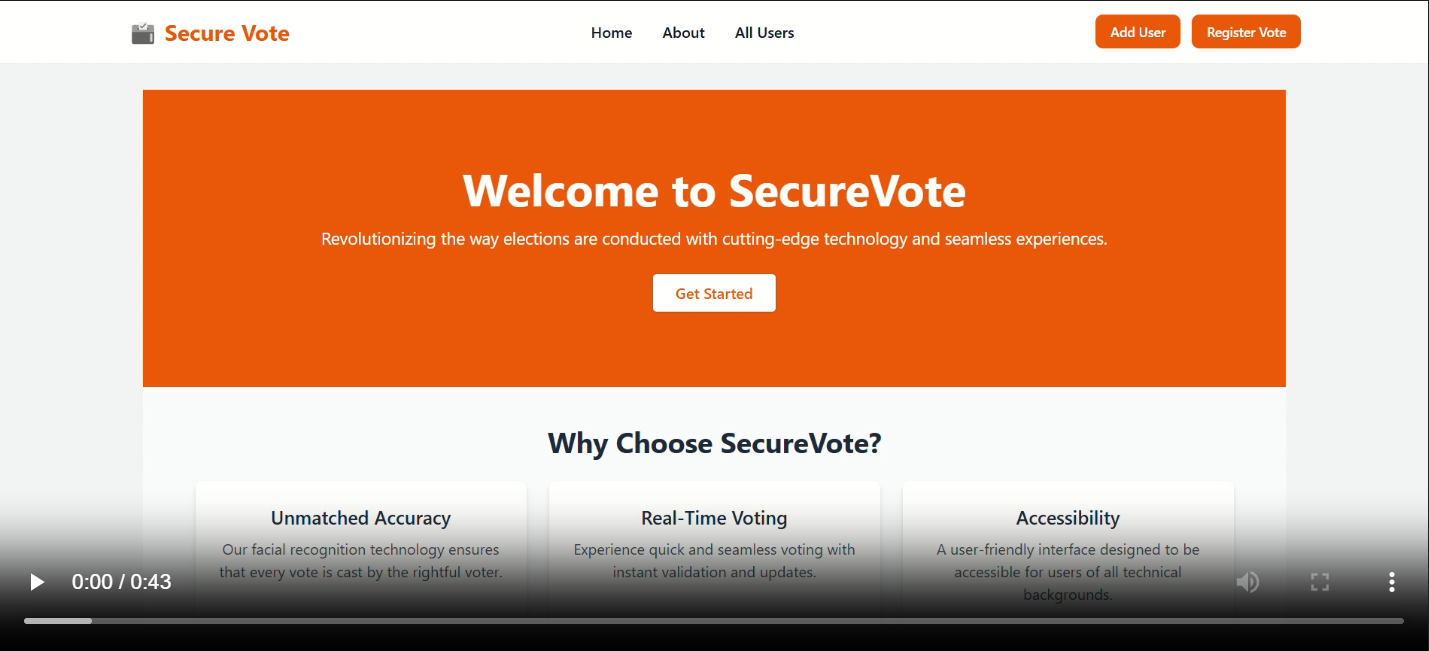 Secure Vote
Home
About
All Users
Add User
Register Vote
Welcome to SecureVote
Revolutionizing the way elections are conducted with cutting-edge technology and seamless experiences.
Get Started
Why Choose SecureVote?
Unmatched Accuracy
Our facial recognition technology ensures
that every vote is cast by the rightful voter.
Real-Time Voting
Experience quick and seamless voting with
instant validation and updates.
Accessibility
A user-friendly interface designed to be
accessible for users of all technical
backgrounds.
0:00 / 0:43